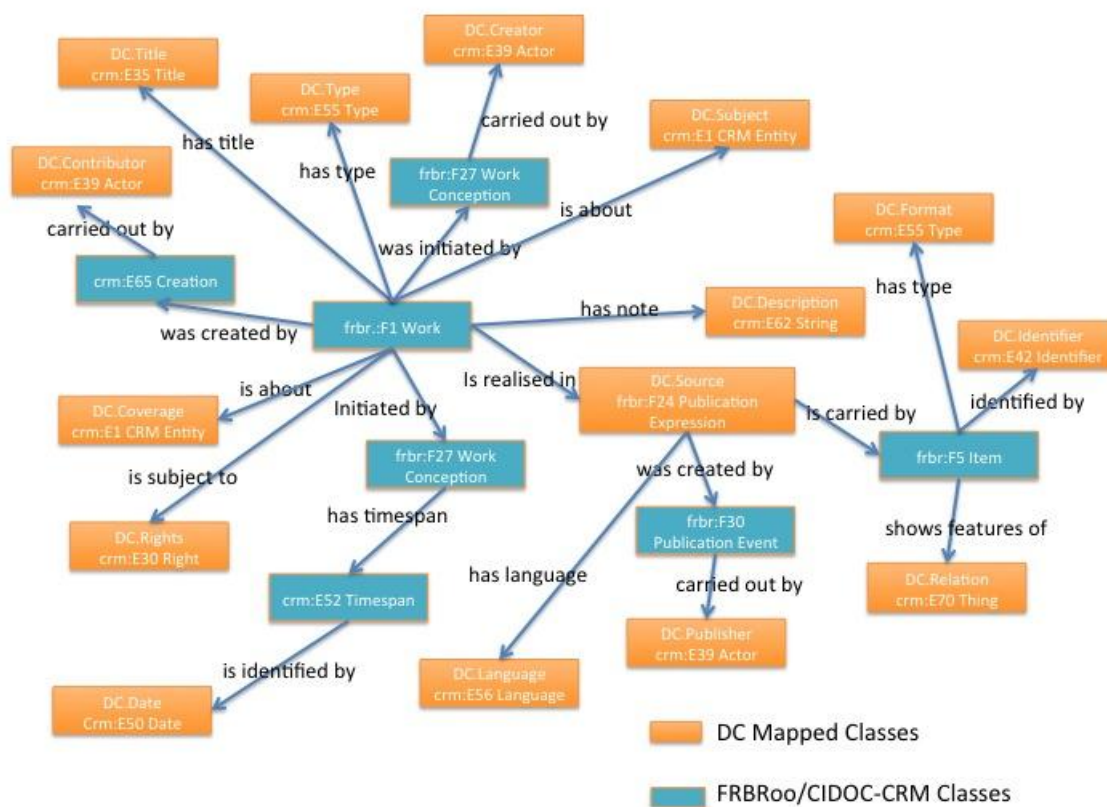 DC.Creator
crm:E39 Actor
DC.Title
crm:E35 Title
DC.Type
crm:E55 Type
carried out by
DC.Subject
crm:E1 CRM Entity
has title
DC.Contributor
crm:E39 Actor
has type
frbr:F27 Work
Conception
is about
DC.Format
crm:E55 Type
carried out by
was initiated by
crm:E65 Creation
has type
has note
DC.Description
crm:E62 String
was created by
frbr.:F1 Work
DC.Identifier
crm:E42 Identifier
is about
Is realised in
DC.Source
frbr:F24 Publication
Expression
identified by
DC.Coverage
crm:E1 CRM Entity
Initiated by
is carried by
frbr:F27 Work
Conception
frbr:F5 Item
is subject to
was created by
has timespan
frbr:F30
Publication Event
shows features of
DC.Rights
crm:E30 Right
has language
carried out by
DC.Relation
crm:E70 Thing
crm:E52 Timespan
DC.Publisher
crm:E39 Actor
is identified by
DC.Language
crm:E56 Language
DC.Date
Crm:E50 Date
DC Mapped Classes
FRBRoo/CIDOC-CRM Classes